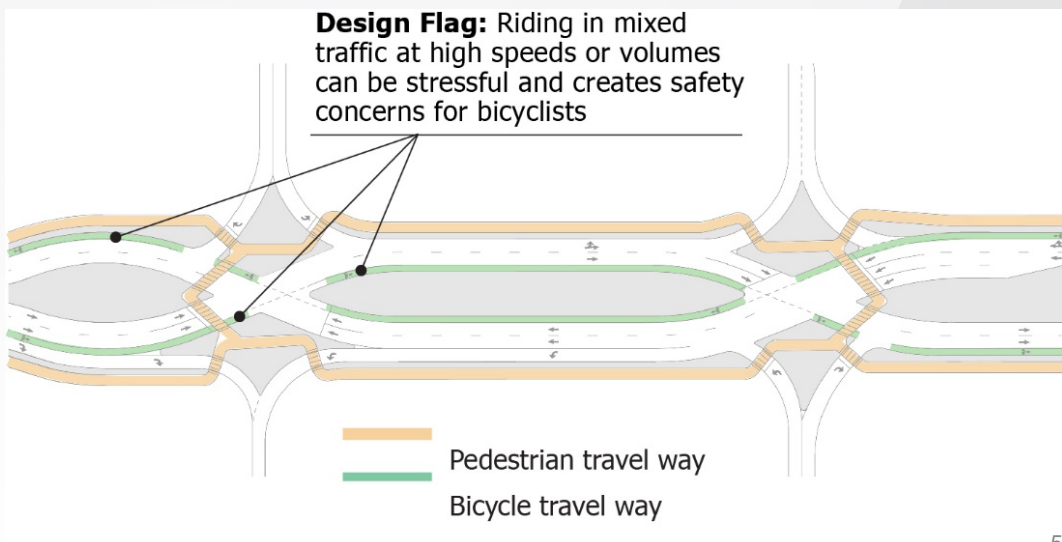 Design Flag: Riding in mixed
traffic at high speeds or volumes
can be stressful and creates safety
concerns for bicyclists
Pedestrian travel way
Bicycle travel way